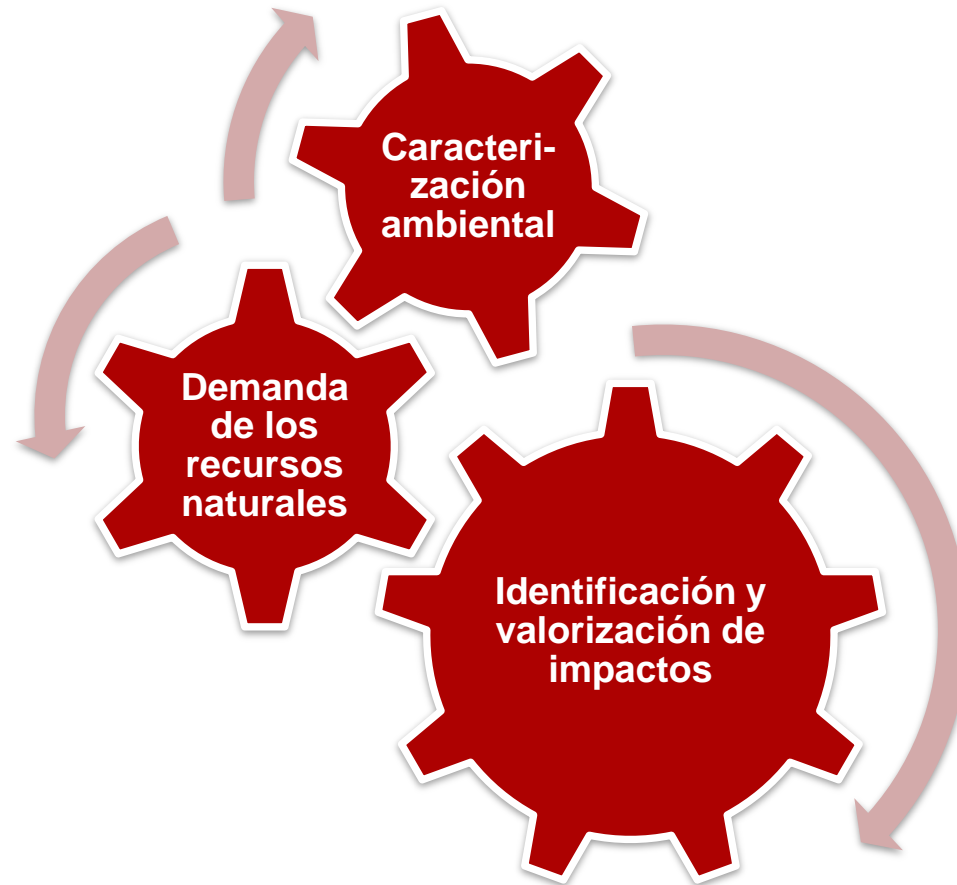 Caracteri-
zación
ambiental
Demanda
de los
recursos
naturales
Identificación y
valorización de
impactos